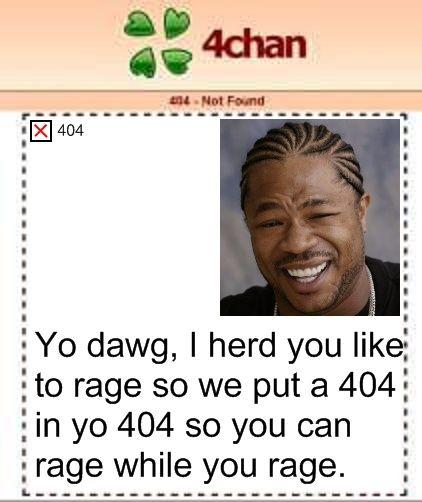 4chan
404 - Not Found
404
Yo dawg, I herd you like
to rage so we put a 404
in yo 404 so you can
rage while you rage.